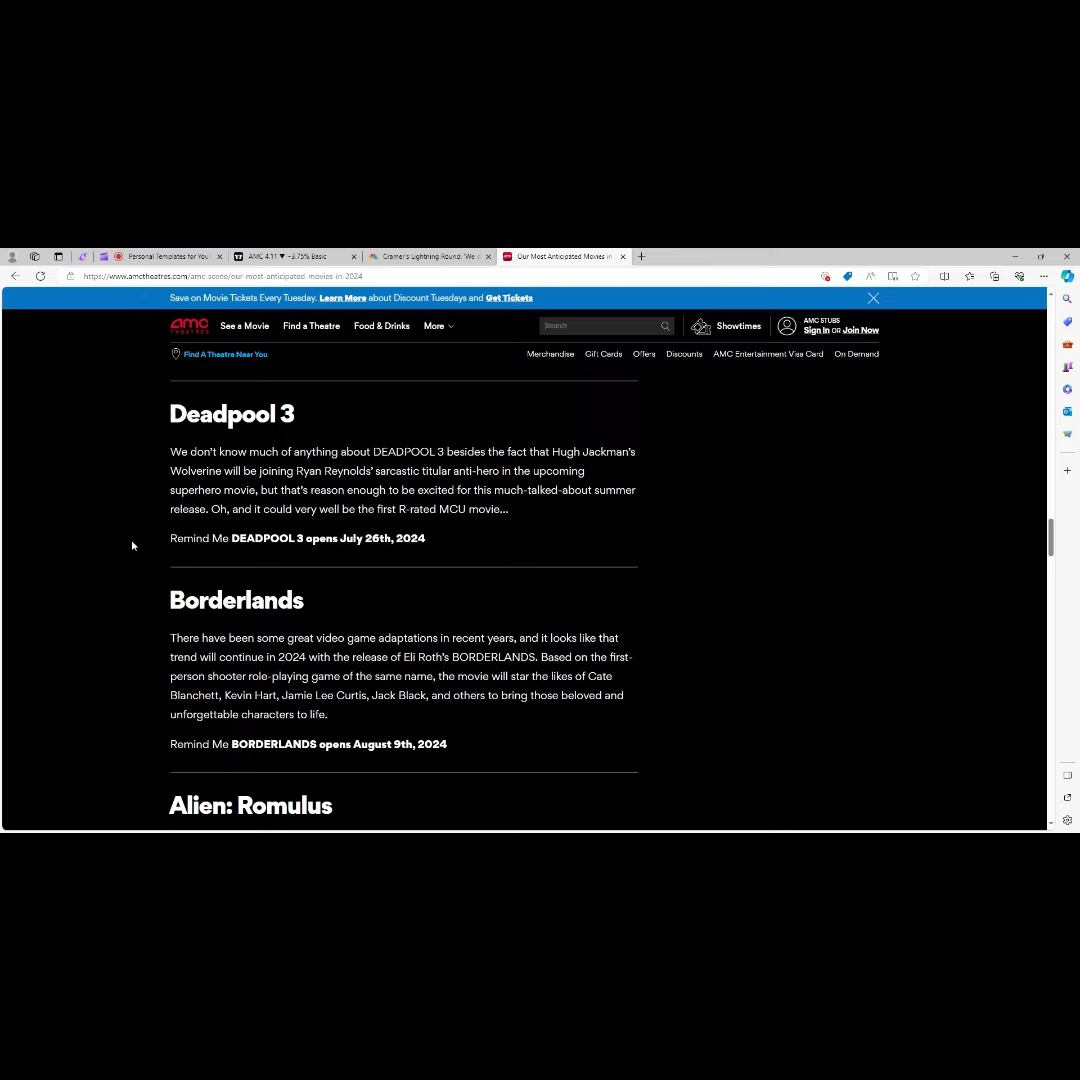 Personal Templates for You
AMC 4.11 ▼ −3.75% Basic
Cramer's Lightning Round: 'We
Our Most Anticipated Movies in
https://www.amctheatres.com/amc-scene/our-most-anticipated-movies-in-2024
Save on Movie Tickets Every Tuesday. Learn More about Discount Tuesdays and Get Tickets
amc THEATRES
See a Movie Find a Theatre Food & Drinks More
Search
Showtimes
AMC STUBS
Sign In OR Join Now
Find A Theatre Near You
Merchandise Gift Cards Offers Discounts AMC Entertainment Visa Card On Demand
Deadpool 3
We don't know much of anything about DEADPOOL 3 besides the fact that Hugh Jackman's
Wolverine will be joining Ryan Reynolds' sarcastic titular anti-hero in the upcoming
superhero movie, but that's reason enough to be excited for this much-talked-about summer
release. Oh, and it could very well be the first R-rated MCU movie...
Remind Me DEADPOOL 3 opens July 26th, 2024
Borderlands
There have been some great video game adaptations in recent years, and it looks like that
trend will continue in 2024 with the release of Eli Roth's BORDERLANDS. Based on the first-
person shooter role-playing game of the same name, the movie will star the likes of Cate
Blanchett, Kevin Hart, Jamie Lee Curtis, Jack Black, and others to bring those beloved and
unforgettable characters to life.
Remind Me BORDERLANDS opens August 9th, 2024
Alien: Romulus